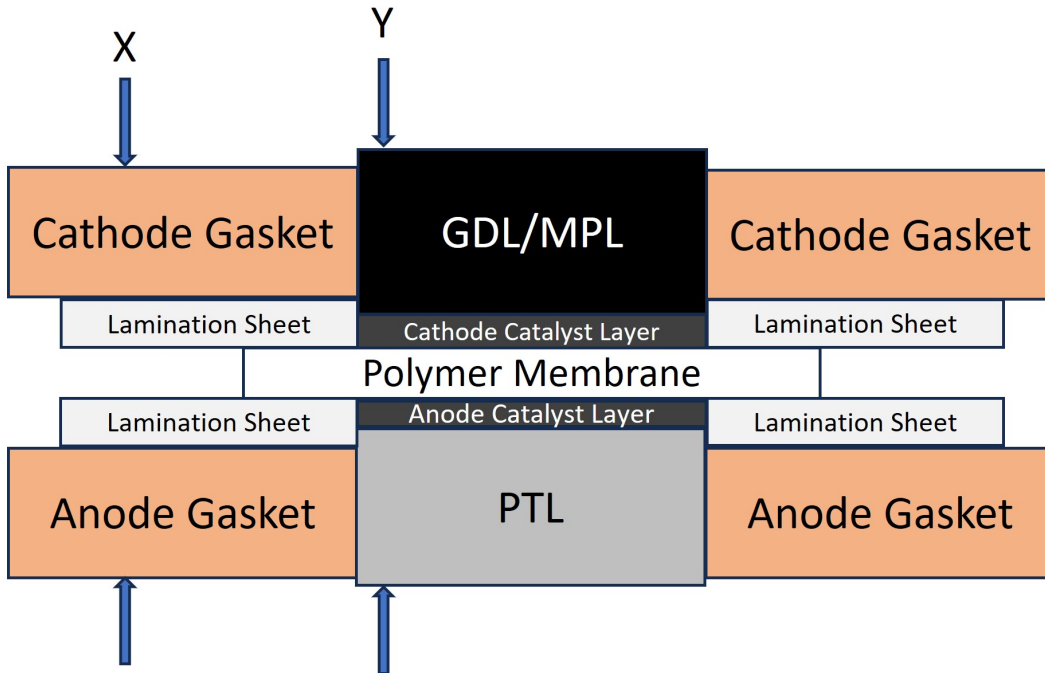 X
Y
Cathode Gasket
GDL/MPL
Cathode Gasket
Lamination Sheet
Cathode Catalyst Layer
Lamination Sheet
Polymer Membrane
Lamination Sheet
Anode Catalyst Layer
Lamination Sheet
Anode Gasket
PTL
Anode Gasket